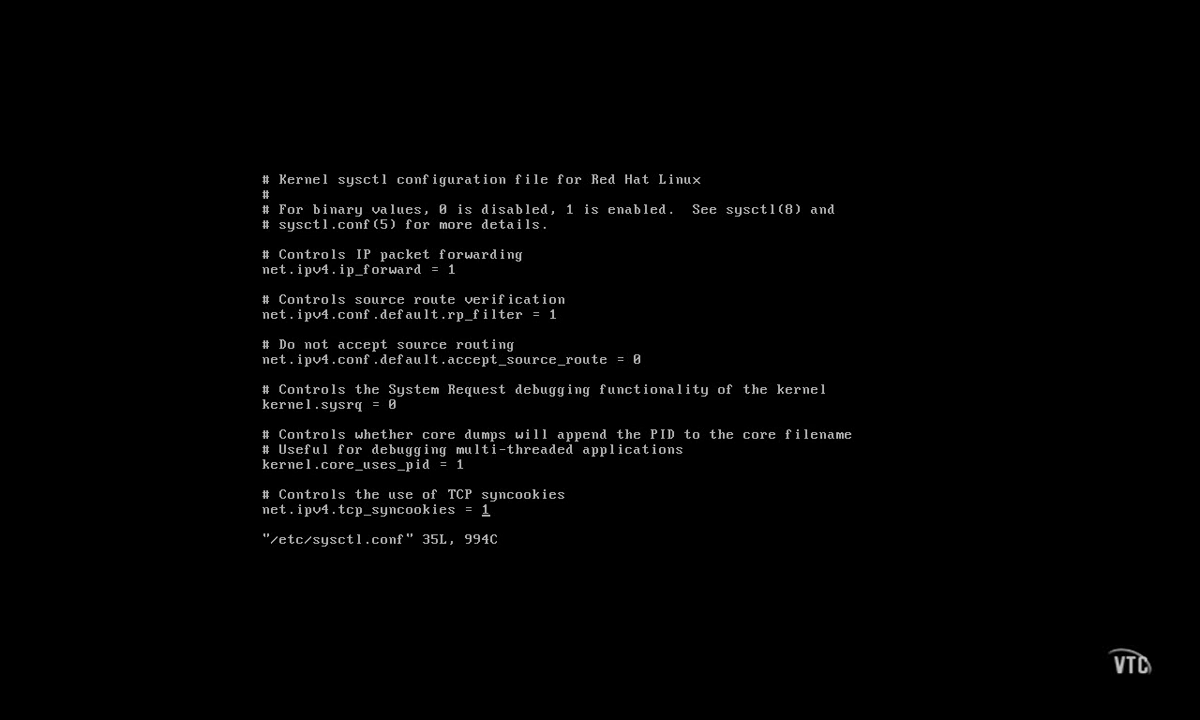 # Kernel sysctl configuration file for Red Hat Linux
#
# For binary values, 0 is disabled, 1 is enabled.  See sysctl(8) and
# sysctl.conf(5) for more details.
# Controls IP packet forwarding
net.ipv4.ip_forward = 1
# Controls source route verification
net.ipv4.conf.default.rp_filter = 1
# Do not accept source routing
net.ipv4.conf.default.accept_source_route = 0
# Controls the System Request debugging functionality of the kernel
kernel.sysrq = 0
# Controls whether core dumps will append the PID to the core filename
# Useful for debugging multi-threaded applications
kernel.core_uses_pid = 1
# Controls the use of TCP syncookies
net.ipv4.tcp_syncookies = 1
"/etc/sysctl.conf" 35L, 994C
VTC